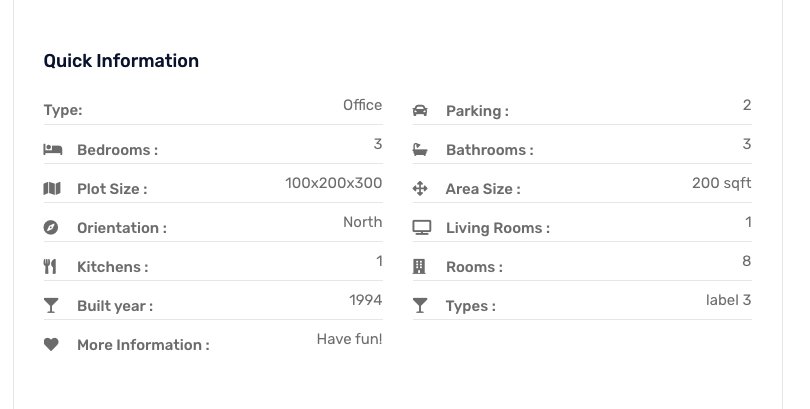 Quick Information
Type: Office
Parking : 2
Bedrooms : 3
Bathrooms : 3
Plot Size : 100x200x300
Area Size : 200 sqft
Orientation : North
Living Rooms : 1
Kitchens : 1
Rooms : 8
Built year : 1994
Types : label 3
More Information : Have fun!